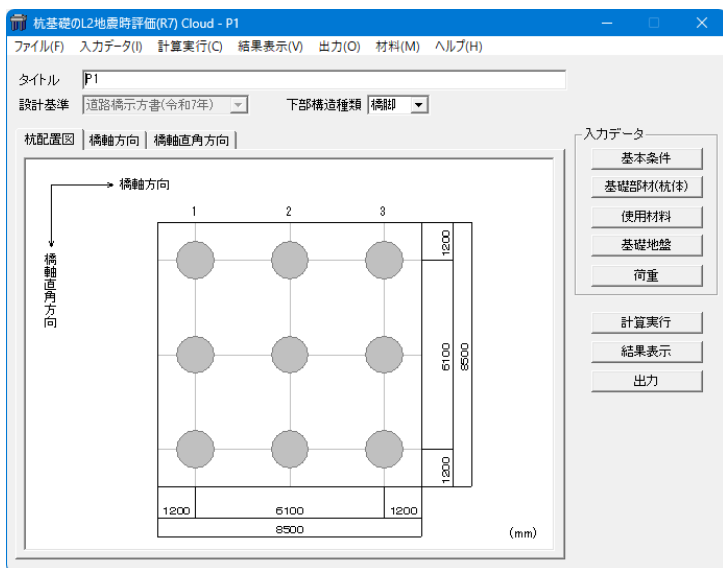 杭基礎のL2地震時評価(R7) Cloud - P1
ファイル(F) 入力データ(I) 計算実行(C) 結果表示(V) 出力(O) 材料(M) ヘルプ(H)
タイトル P1
設計基準 道路橋示方書(令和7年) 下部構造種類 橋脚
杭配置図 橋軸方向 橋軸直角方向
橋軸方向
橋軸直角方向
1 2 3
1200
6100
8500
1200
1200 6100 1200
8500
(mm)
入力データ
基本条件
基礎部材(杭体)
使用材料
基礎地盤
荷重
計算実行
結果表示
出力